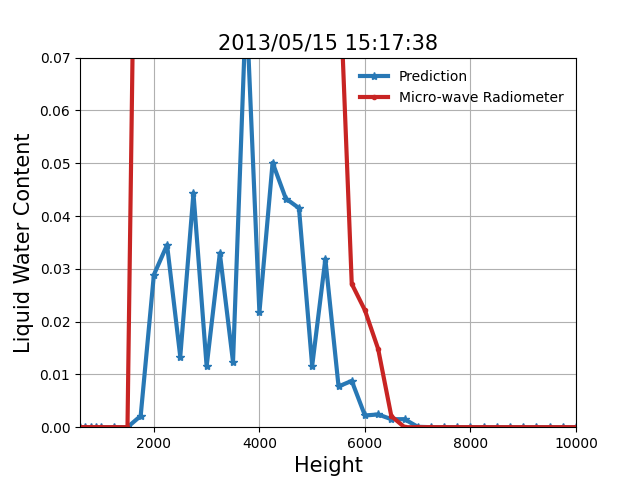 2013/05/15 15:17:38
0.07
0.06
0.05
0.04
0.03
0.02
0.01
0.00
Liquid Water Content
Prediction
Micro-wave Radiometer
2000 4000 6000 8000 10000
Height